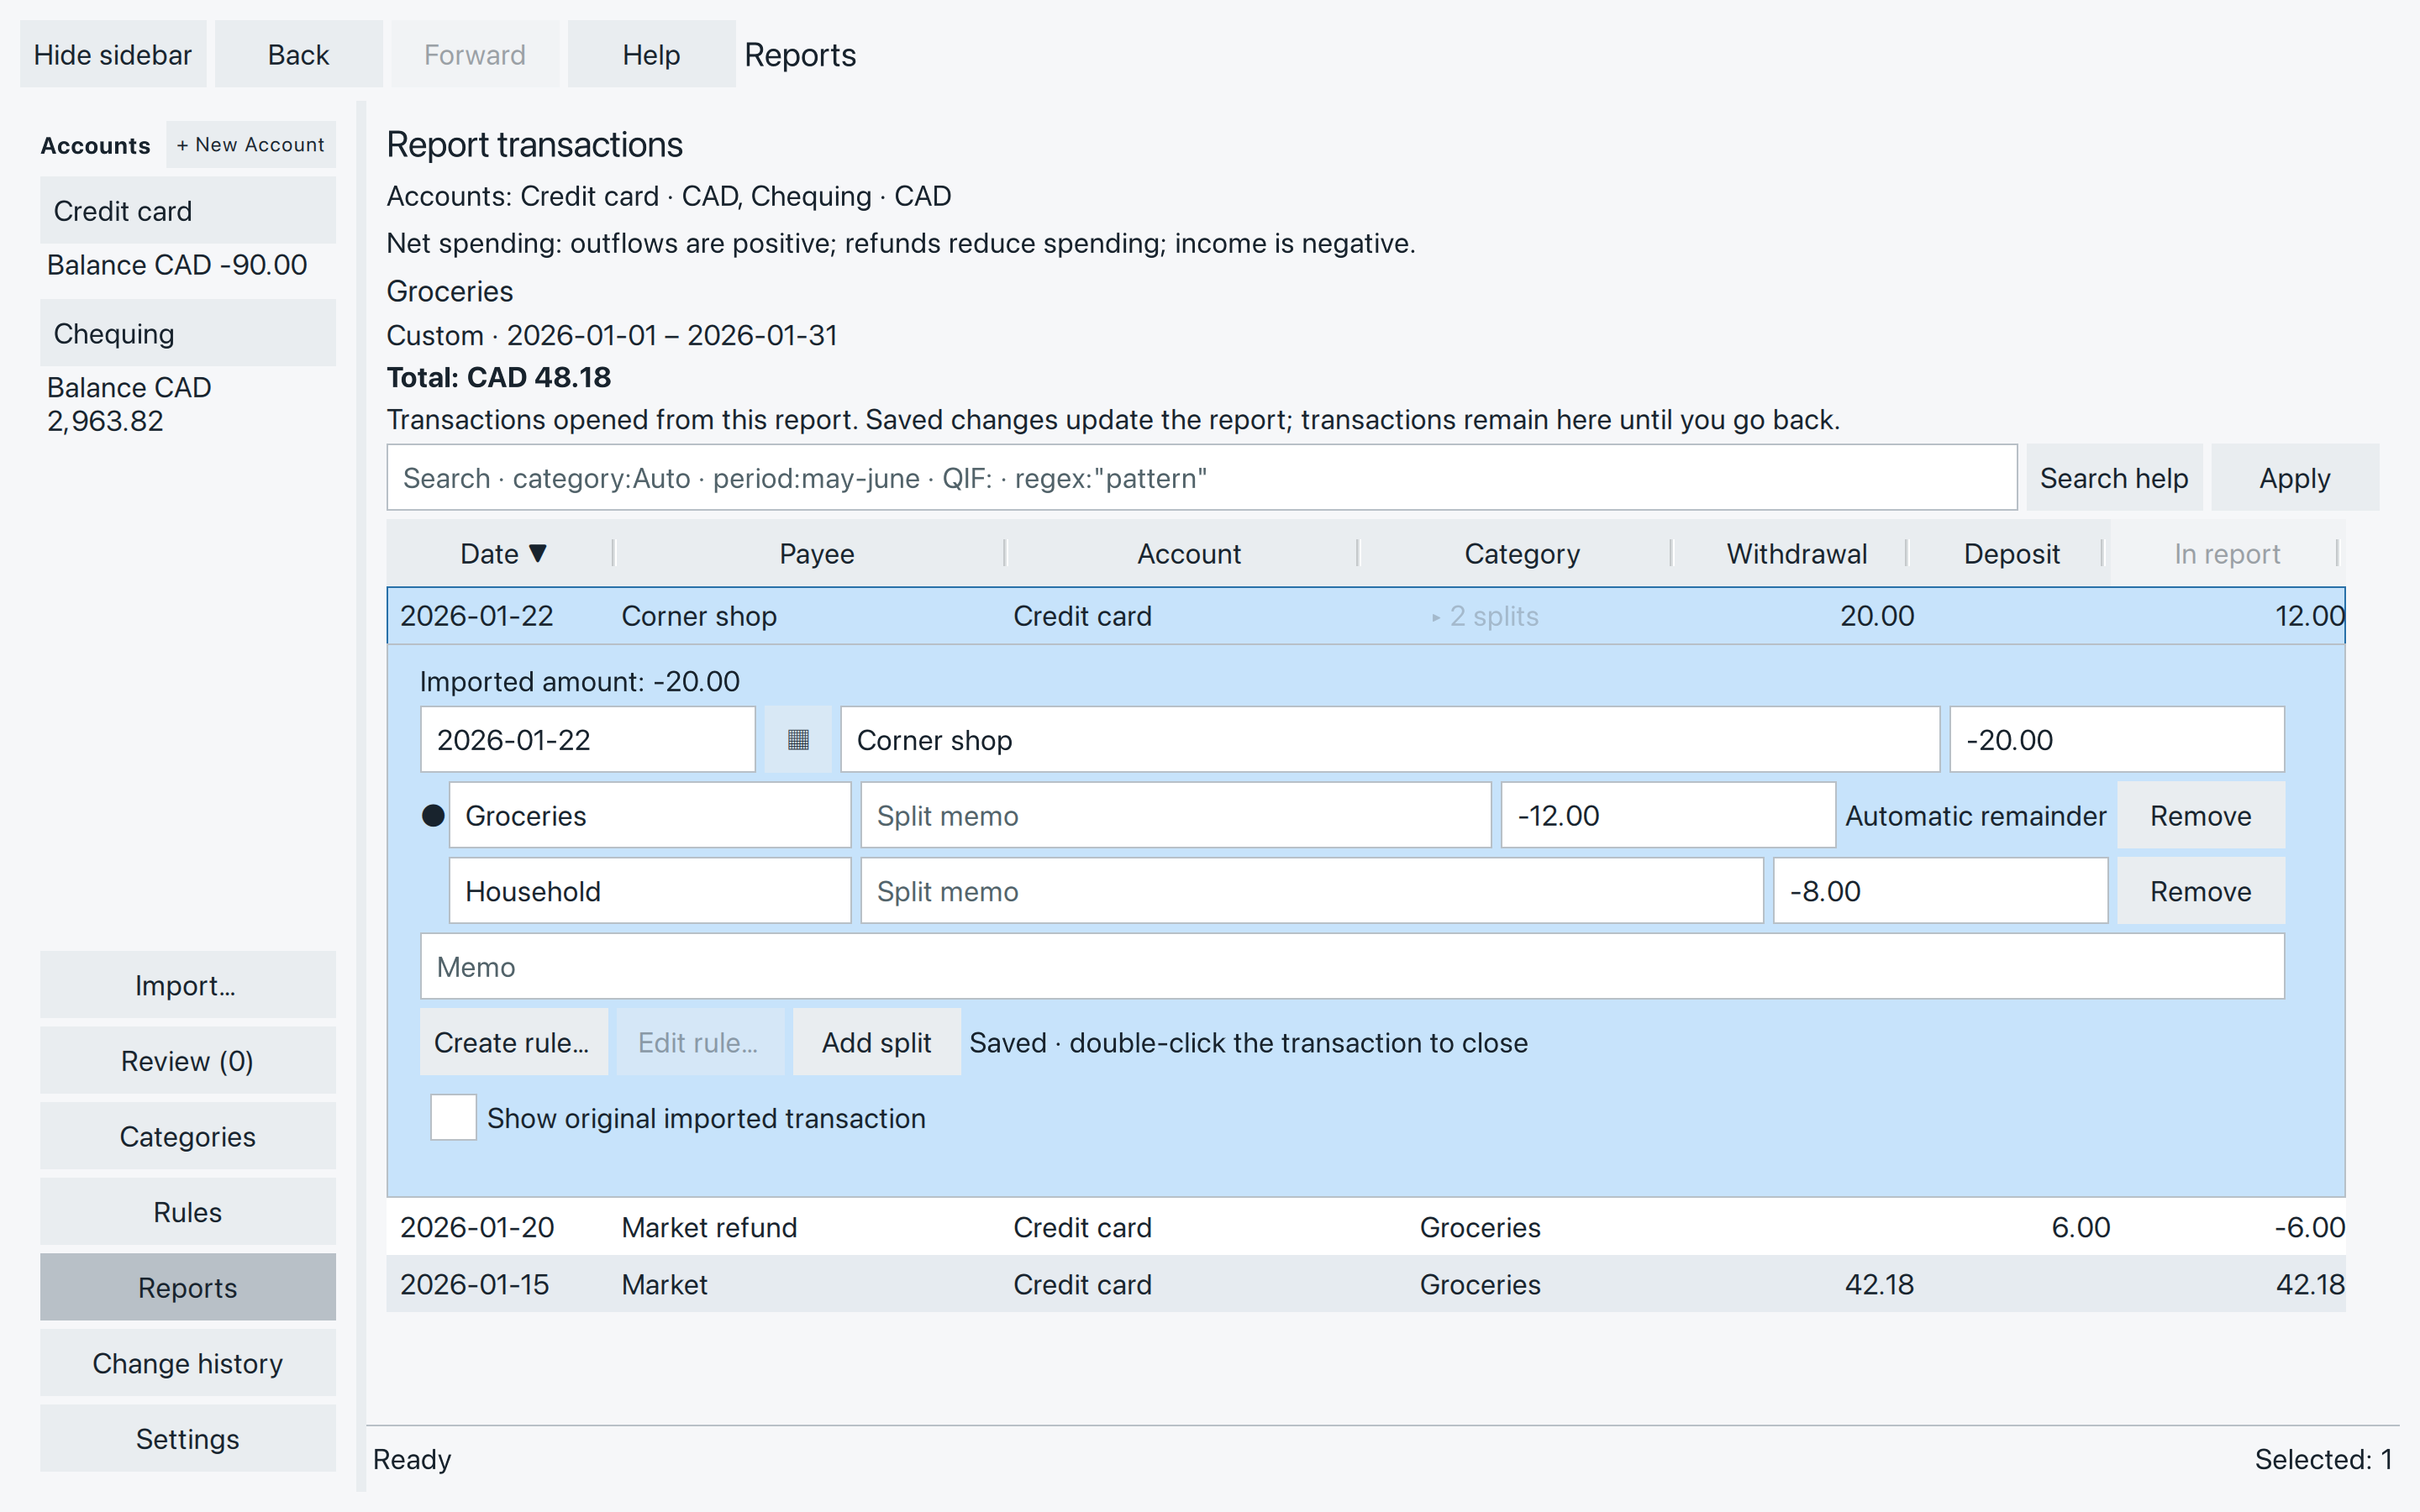 Hide sidebar Back Forward Help Reports
Accounts + New Account
Credit card
Balance CAD -90.00
Chequing
Balance CAD
2,963.82
Import...
Review (0)
Categories
Rules
Reports
Change history
Settings
Report transactions
Accounts: Credit card · CAD, Chequing · CAD
Net spending: outflows are positive; refunds reduce spending; income is negative.
Groceries
Custom · 2026-01-01 – 2026-01-31
Total: CAD 48.18
Transactions opened from this report. Saved changes update the report; transactions remain here until you go back.
Search · category:Auto · period:may-june · QIF: · regex:"pattern" Search help Apply
Date ▼ Payee Account Category Withdrawal Deposit In report
2026-01-22 Corner shop Credit card ▸ 2 splits 20.00 12.00
Imported amount: -20.00
2026-01-22 ▦ Corner shop -20.00
● Groceries Split memo -12.00 Automatic remainder Remove
Household Split memo -8.00 Remove
Memo
Create rule... Edit rule... Add split Saved · double-click the transaction to close
Show original imported transaction
2026-01-20 Market refund Credit card Groceries 6.00 -6.00
2026-01-15 Market Credit card Groceries 42.18 42.18
Ready Selected: 1